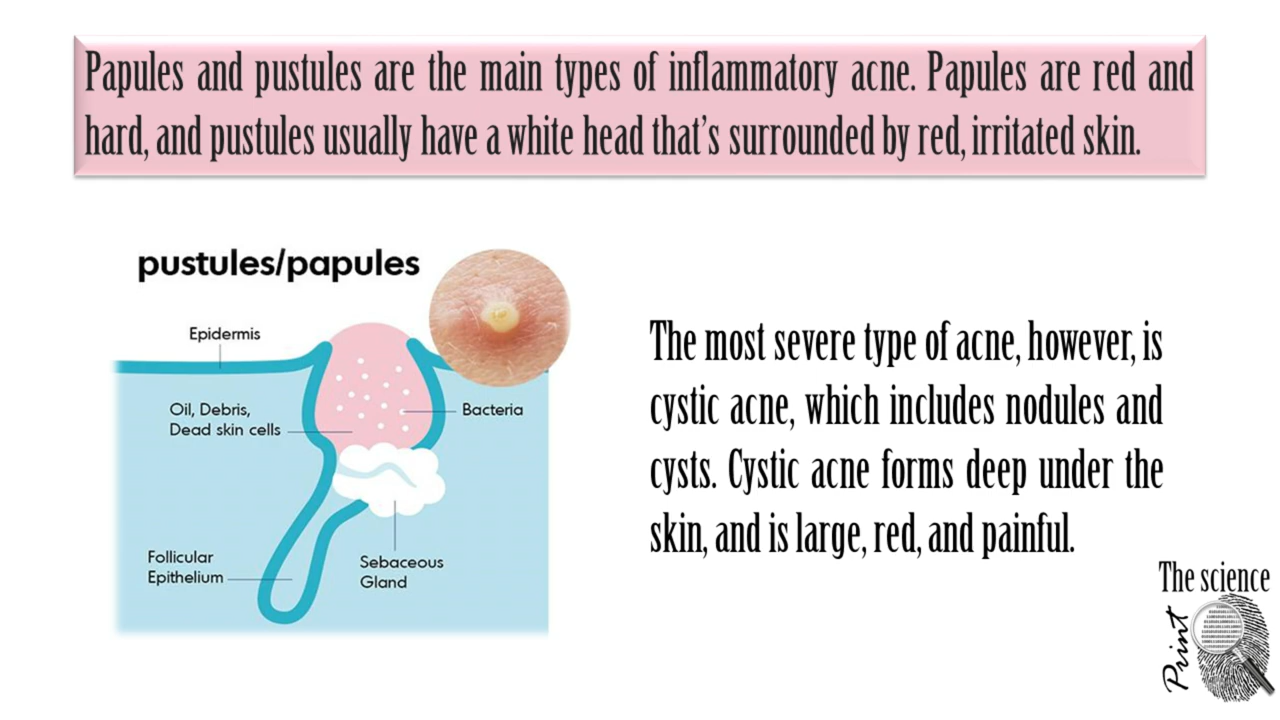 Papules and pustules are the main types of inflammatory acne. Papules are red and
hard, and pustules usually have a white head that’s surrounded by red, irritated skin.
pustules/papules
Epidermis
Oil, Debris,
Dead skin cells
Bacteria
Follicular
Epithelium
Sebaceous
Gland
The most severe type of acne, however, is
cystic acne, which includes nodules and
cysts. Cystic acne forms deep under the
skin, and is large, red, and painful.
The science
Print